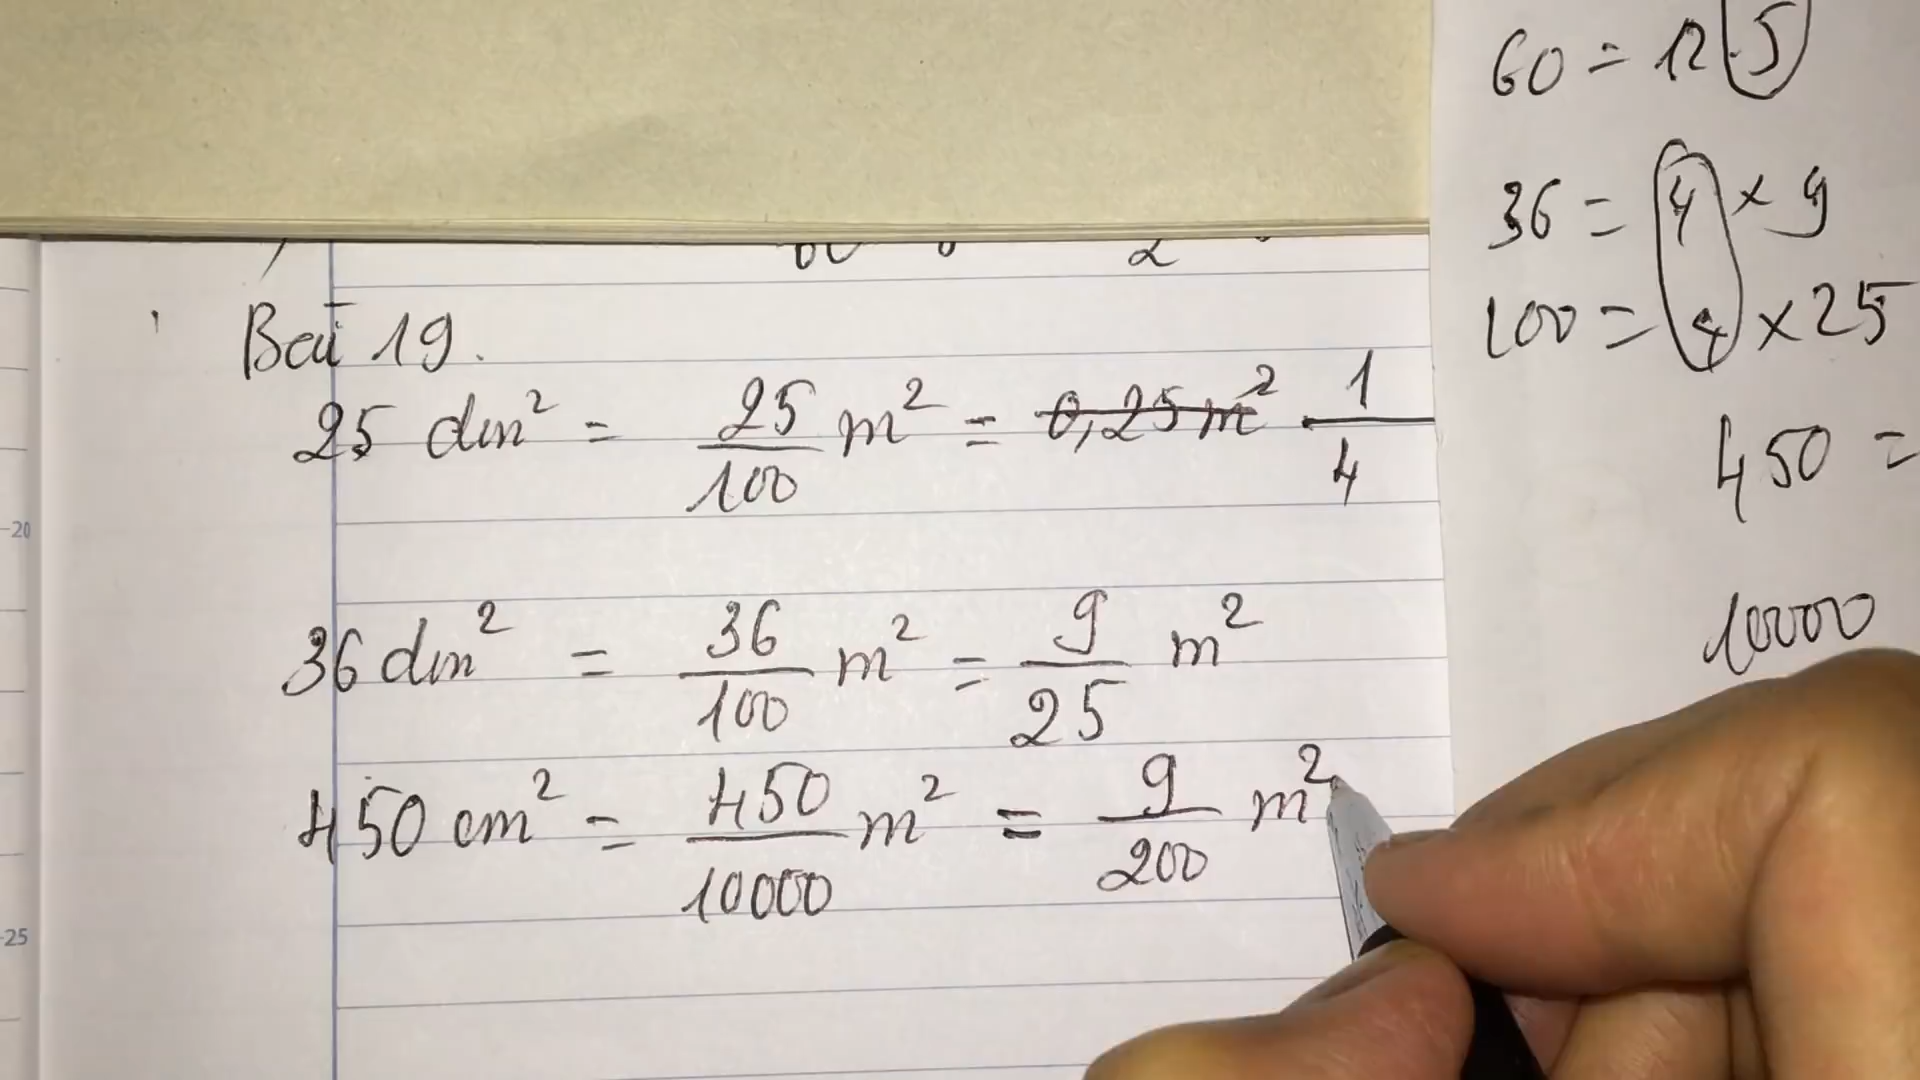 Bài 19.
25 dm² = 25/100 m² = ~~0,25 m²~~ 1/4
36 dm² = 36/100 m² = 9/25 m²
450 cm² = 450/10000 m² = 9/200 m²
60 = 12 . 5
36 = 4 × 9
100 = 4 × 25
450 =
10000
20
25